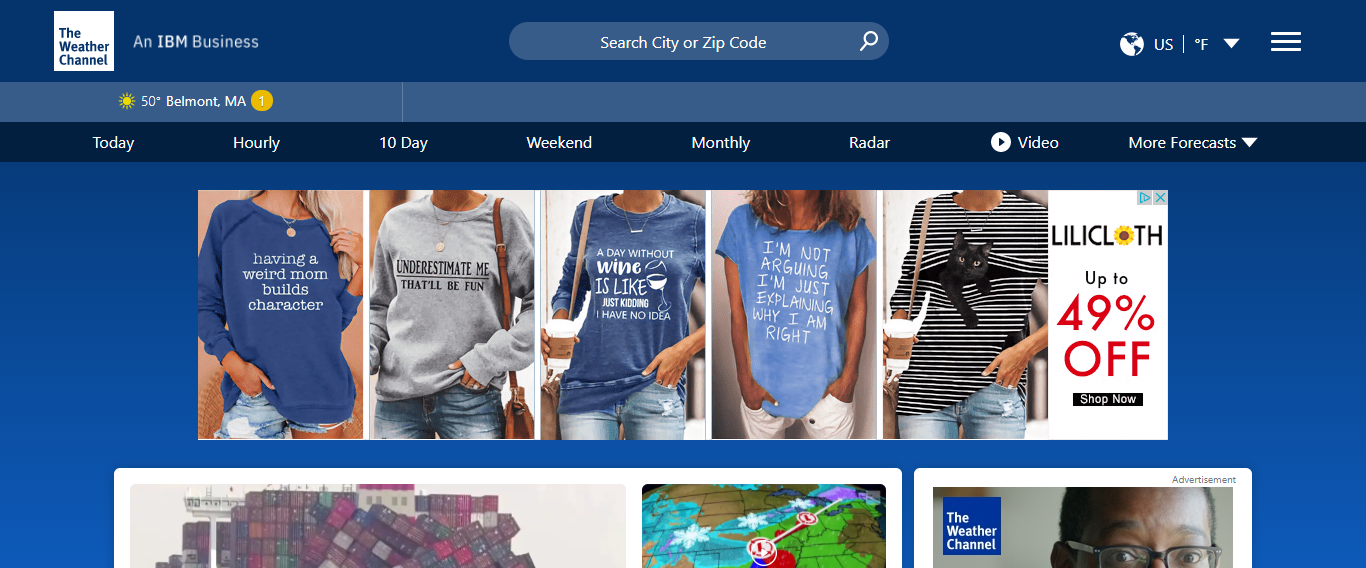 The
Weather
Channel
An IBM Business
Search City or Zip Code
US
°F
50° Belmont, MA 1
Today
Hourly
10 Day
Weekend
Monthly
Radar
Video
More Forecasts
having a
weird mom
builds
character
UNDERESTIMATE ME
THAT'LL BE FUN
A DAY WITHOUT
wine
IS LIKE
JUST KIDDING
I HAVE NO IDEA
I'M NOT
ARGUING
I'M JUST
EXPLAINING
WHY I AM
RIGHT
LILICLOTH
Up to
49%
OFF
Shop Now
Advertisement
The
Weather
Channel